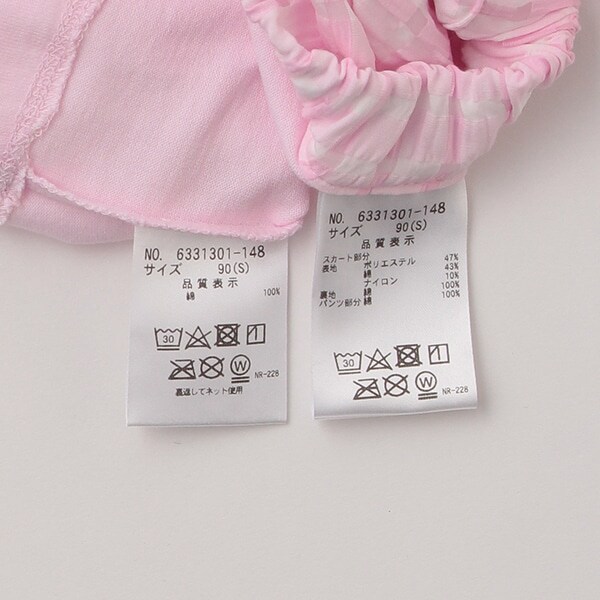 NO. 6331301-148
サイズ 90(S)
品質表示
綿 100%
30
W
NR-228
裏返してネット使用
NO. 6331301-148
サイズ 90(S)
品質表示
スカート部分
表地 ポリエステル 47%
綿 43%
ナイロン 10%
裏地 綿 100%
パンツ部分 綿 100%
30
W
NR-228